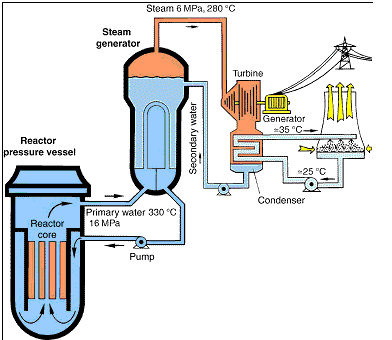 Steam 6 MPa, 280 °C
Steam
generator
Turbine
Generator
≈35 °C
Secondary water
≈25 °C
Condenser
Reactor
pressure vessel
Primary water 330 °C
16 MPa
Reactor
core
Pump